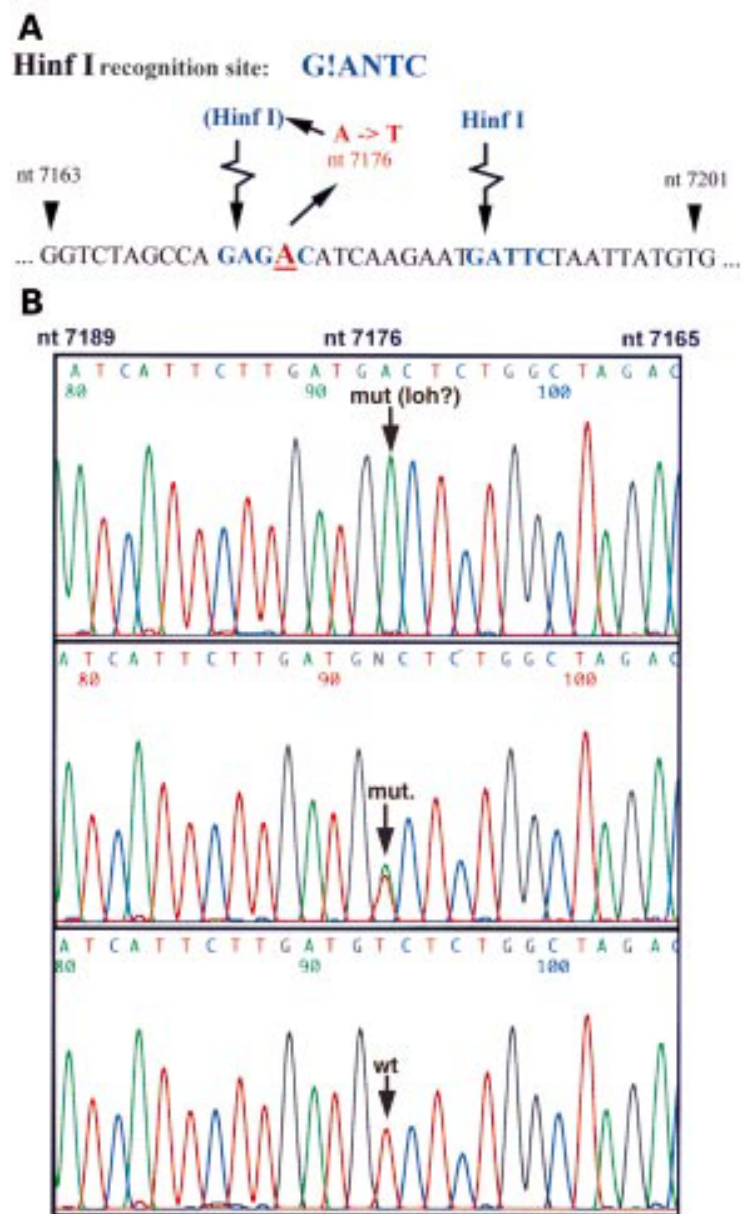 A
Hinf I recognition site: G!ANTC
(Hinf I) A -> T Hinf I
nt 7176
nt 7163 nt 7201
... GGTCTAGCCA GAGACATCAAGAATGATTCTAATTATGTG ...
B
nt 7189 nt 7176 nt 7165
A T C A T T C T T G A T G A C T C T G G C T A G A C
80 90 100
mut (loh?)
A T C A T T C T T G A T G N C T C T G G C T A G A C
80 90 100
mut.
A T C A T T C T T G A T G T C T C T G G C T A G A C
80 90 100
wt